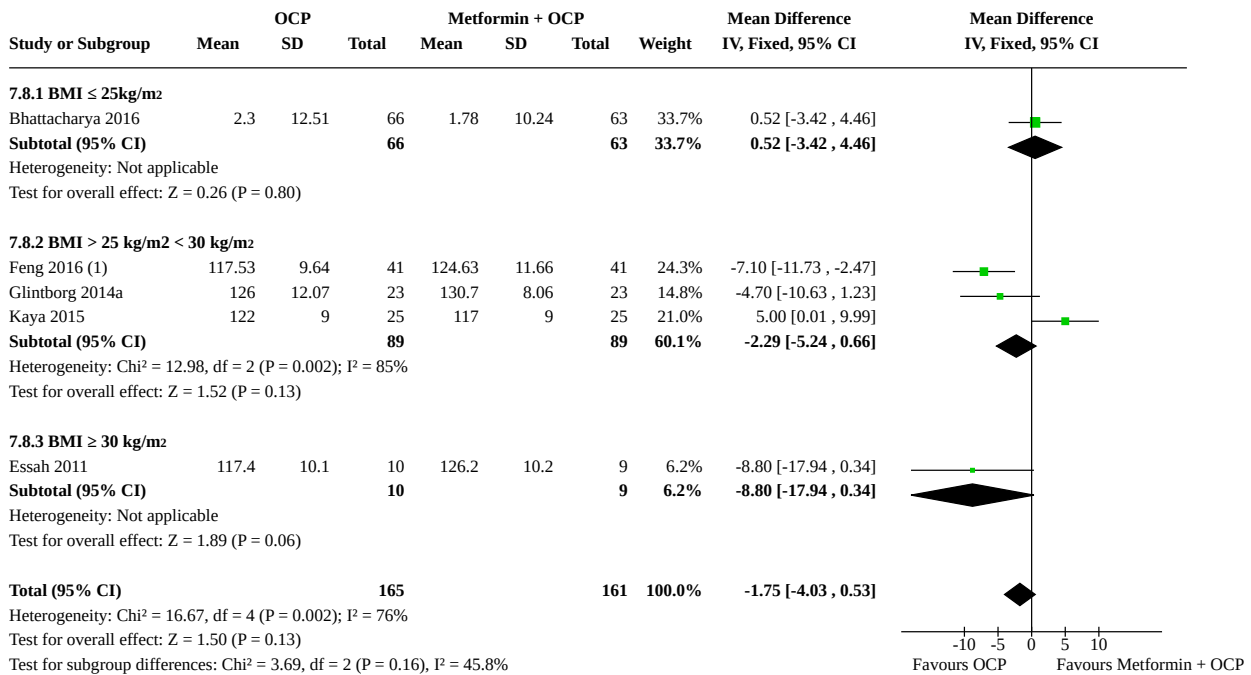 OCP Metformin + OCP Mean Difference Mean Difference
Study or Subgroup Mean SD Total Mean SD Total Weight IV, Fixed, 95% CI IV, Fixed, 95% CI
7.8.1 BMI ≤ 25kg/m2
Bhattacharya 2016 2.3 12.51 66 1.78 10.24 63 33.7% 0.52 [-3.42 , 4.46]
Subtotal (95% CI) 66 63 33.7% 0.52 [-3.42 , 4.46]
Heterogeneity: Not applicable
Test for overall effect: Z = 0.26 (P = 0.80)
7.8.2 BMI > 25 kg/m2 < 30 kg/m2
Feng 2016 (1) 117.53 9.64 41 124.63 11.66 41 24.3% -7.10 [-11.73 , -2.47]
Glintborg 2014a 126 12.07 23 130.7 8.06 23 14.8% -4.70 [-10.63 , 1.23]
Kaya 2015 122 9 25 117 9 25 21.0% 5.00 [0.01 , 9.99]
Subtotal (95% CI) 89 89 60.1% -2.29 [-5.24 , 0.66]
Heterogeneity: Chi² = 12.98, df = 2 (P = 0.002); I² = 85%
Test for overall effect: Z = 1.52 (P = 0.13)
7.8.3 BMI ≥ 30 kg/m2
Essah 2011 117.4 10.1 10 126.2 10.2 9 6.2% -8.80 [-17.94 , 0.34]
Subtotal (95% CI) 10 9 6.2% -8.80 [-17.94 , 0.34]
Heterogeneity: Not applicable
Test for overall effect: Z = 1.89 (P = 0.06)
Total (95% CI) 165 161 100.0% -1.75 [-4.03 , 0.53]
Heterogeneity: Chi² = 16.67, df = 4 (P = 0.002); I² = 76%
Test for overall effect: Z = 1.50 (P = 0.13) -10 -5 0 5 10
Test for subgroup differences: Chi² = 3.69, df = 2 (P = 0.16), I² = 45.8% Favours OCP Favours Metformin + OCP